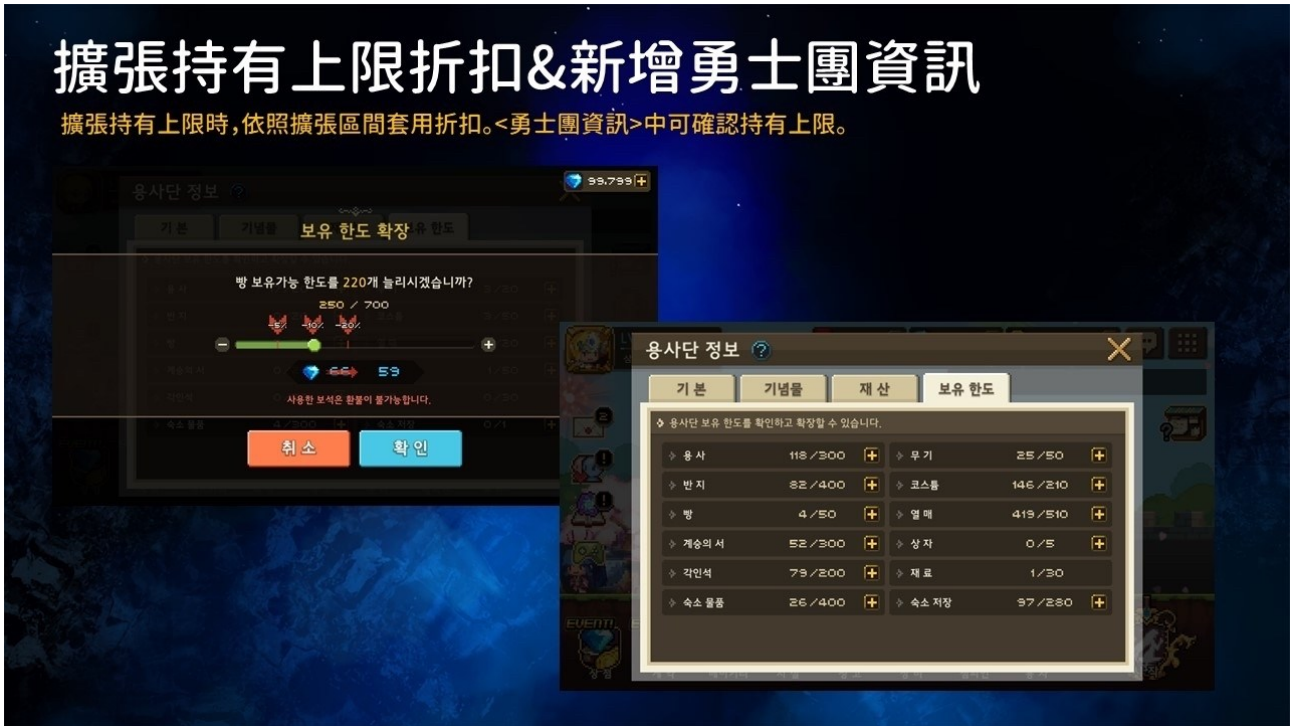 擴張持有上限折扣&新增勇士團資訊
擴張持有上限時,依照擴張區間套用折扣。<勇士團資訊>中可確認持有上限。
용사단 정보
99,799
기본 기념물 보유 한도
보유 한도 확장
빵 보유가능 한도를 220개 늘리시겠습니까?
250 / 700
-5% -10% -20%
66 59
사용한 보석은 환불이 불가능합니다.
취소 확인
용사단 정보
기본 기념물 재산 보유 한도
용사단 보유 한도를 확인하고 확장할 수 있습니다.
용사 118/300 무기 25/50
반지 82/400 코스튬 146/210
빵 4/50 열매 419/510
계승의 서 52/300 상자 0/5
각인석 79/200 재료 1/30
숙소 물품 26/400 숙소 저장 97/280
EVENT!
상점